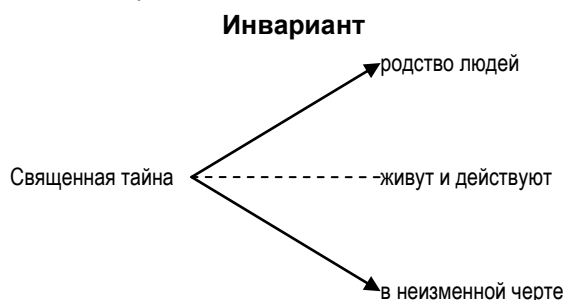 Инвариант
родство людей
Священная тайна
живут и действуют
в неизменной черте